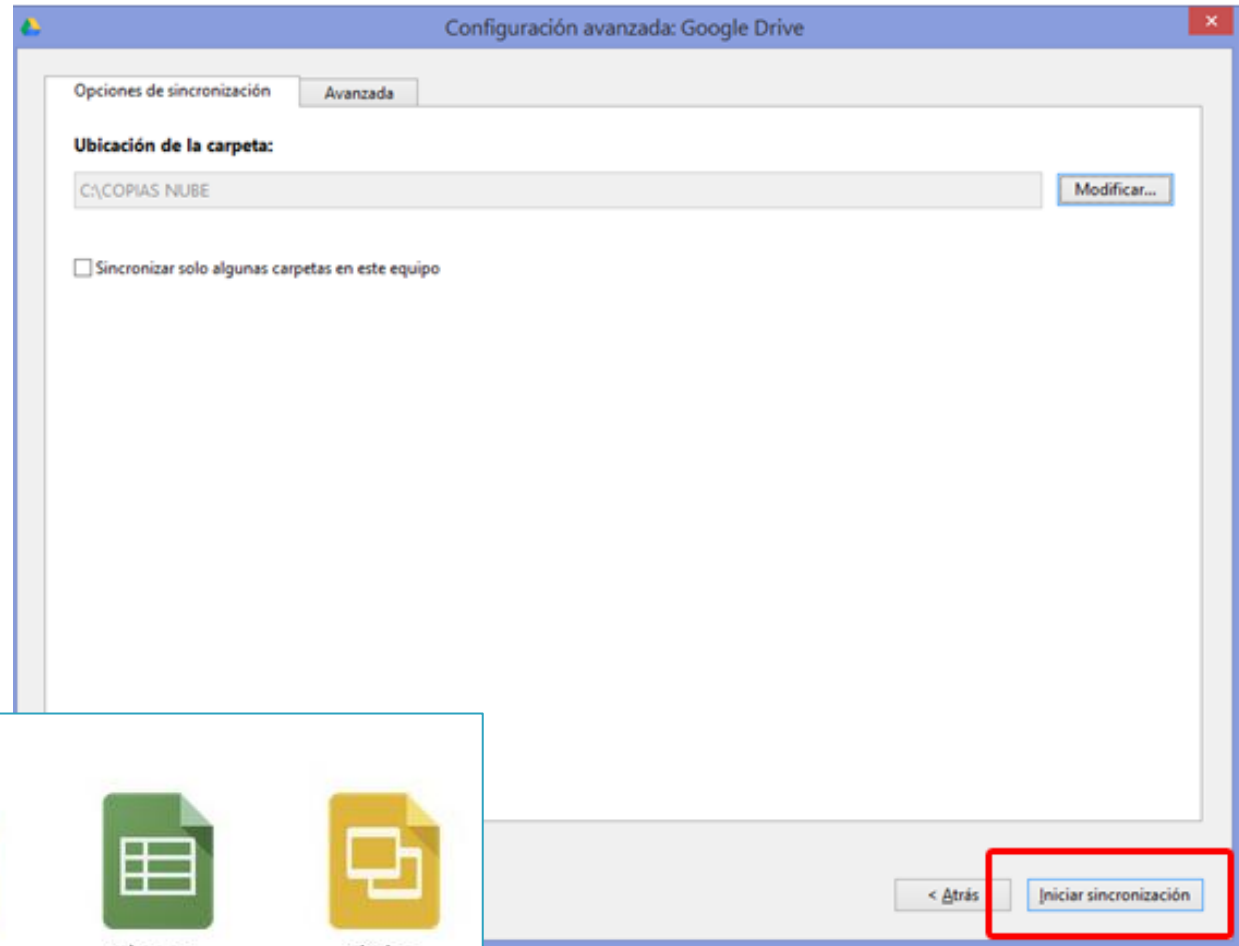 Configuración avanzada: Google Drive
Opciones de sincronización
Avanzada
Ubicación de la carpeta:
C:\COPIAS NUBE
Modificar...
Sincronizar solo algunas carpetas en este equipo
< Atrás
Iniciar sincronización